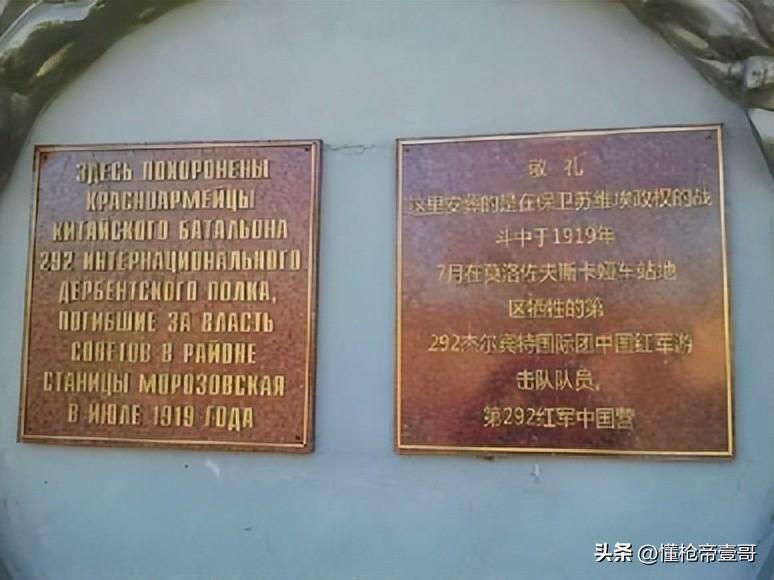 ЗДЕСЬ ПОХОРОНЕНЫ
КРАСНОАРМЕЙЦЫ
КИТАЙСКОГО БАТАЛЬОНА
292 ИНТЕРНАЦИОНАЛЬНОГО
ДЕРБЕНТСКОГО ПОЛКА,
ПОГИБШИЕ ЗА ВЛАСТЬ
СОВЕТОВ В РАЙОНЕ
СТАНИЦЫ МОРОЗОВСКАЯ
В ИЮЛЕ 1919 ГОДА
敬礼
这里安葬的是在保卫苏维埃政权的战
斗中于1919年
7月在莫洛佐夫斯卡娅车站地
区牺牲的第
292杰尔宾特国际团中国红军游
击队队员,
第292红军中国营
头条 @懂枪帝壹哥